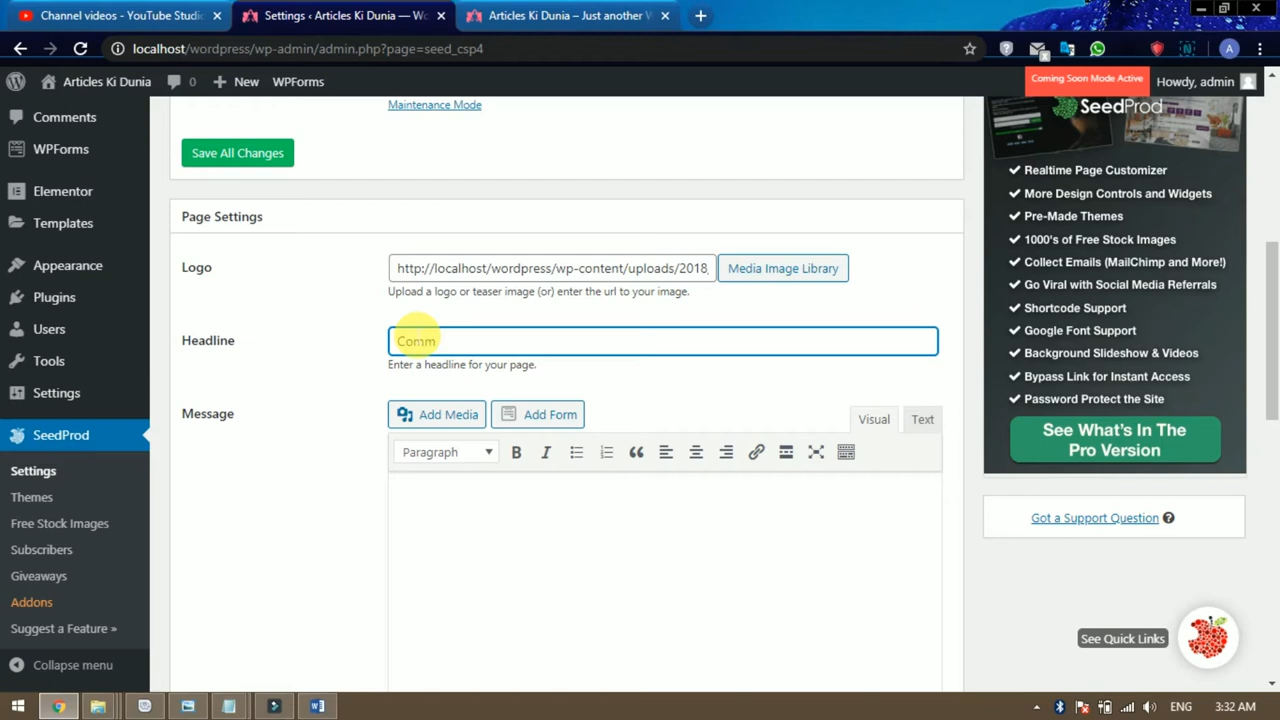 Channel videos - YouTube Studio
Settings ‹ Articles Ki Dunia — W
Articles Ki Dunia – Just another W
localhost/wordpress/wp-admin/admin.php?page=seed_csp4
A
Articles Ki Dunia
0
New
WPForms
Coming Soon Mode Active
Howdy, admin
Comments
WPForms
Elementor
Templates
Appearance
Plugins
Users
Tools
Settings
SeedProd
Settings
Themes
Free Stock Images
Subscribers
Giveaways
Addons
Suggest a Feature »
Collapse menu
Maintenance Mode
Save All Changes
Page Settings
Logo
http://localhost/wordpress/wp-content/uploads/2018,
Media Image Library
Upload a logo or teaser image (or) enter the url to your image.
Headline
Comm
Enter a headline for your page.
Message
Add Media
Add Form
Visual
Text
Paragraph
B
I
SeedProd
Realtime Page Customizer
More Design Controls and Widgets
Pre-Made Themes
1000's of Free Stock Images
Collect Emails (MailChimp and More!)
Go Viral with Social Media Referrals
Shortcode Support
Google Font Support
Background Slideshow & Videos
Bypass Link for Instant Access
Password Protect the Site
See What's In The
Pro Version
Got a Support Question
See Quick Links
ENG
3:32 AM